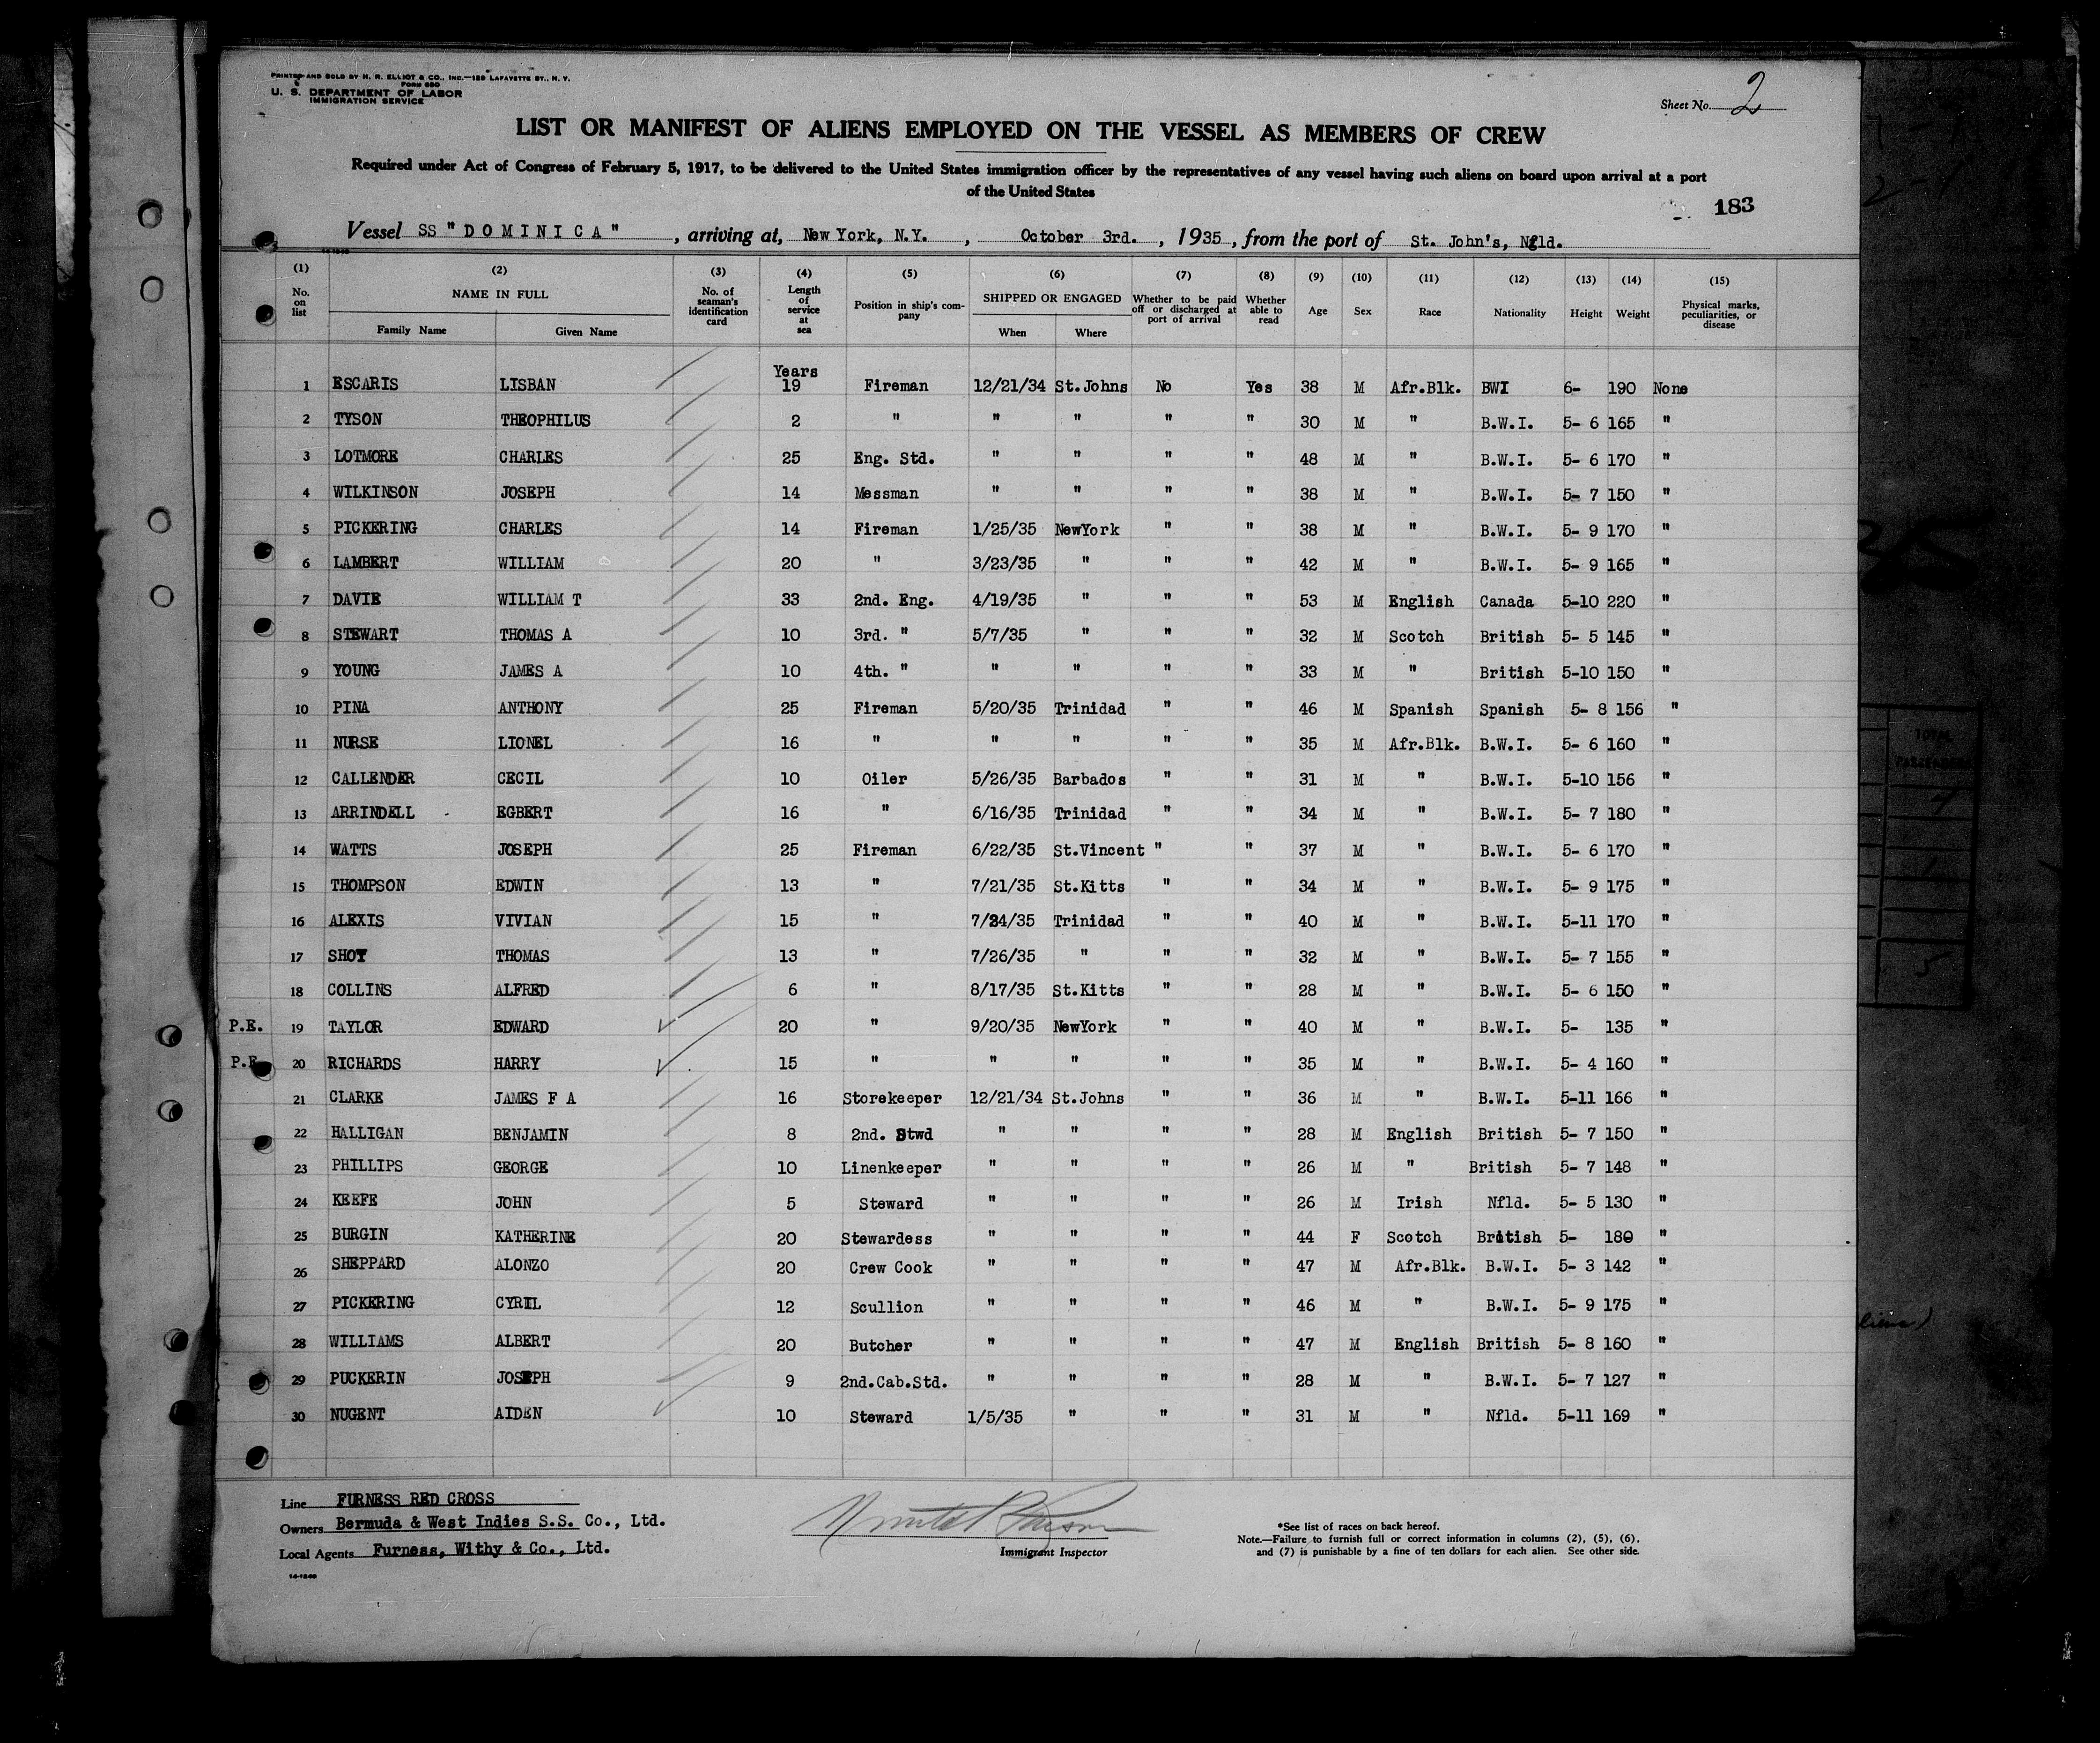 PRINTED AND SOLD BY H. R. ELLIOT & CO., INC.—129 LAFAYETTE ST., N. Y.
FORM 680
U. S. DEPARTMENT OF LABOR
IMMIGRATION SERVICE
Sheet No. 2
LIST OR MANIFEST OF ALIENS EMPLOYED ON THE VESSEL AS MEMBERS OF CREW
Required under Act of Congress of February 5, 1917, to be delivered to the United States immigration officer by the representatives of any vessel having such aliens on board upon arrival at a port
of the United States
183
Vessel SS "DOMINICA", arriving at, New York, N.Y., October 3rd., 1935, from the port of St. John's, Nfld.
(1) No. on list (2) NAME IN FULL Family Name Given Name (3) No. of seaman's identification card (4) Length of service at sea (5) Position in ship's company (6) SHIPPED OR ENGAGED When Where (7) Whether to be paid off or discharged at port of arrival (8) Whether able to read (9) Age (10) Sex (11) Race (12) Nationality (13) Height (14) Weight (15) Physical marks, peculiarities, or disease
Years
1 ESCARIS LISBAN 19 Fireman 12/21/34 St.Johns No Yes 38 M Afr.Blk. BWI 6- 190 None
2 TYSON THEOPHILUS 2 " " " " " 30 M " B.W.I. 5- 6 165 "
3 LOTMORE CHARLES 25 Eng. Std. " " " " 48 M " B.W.I. 5- 6 170 "
4 WILKINSON JOSEPH 14 Messman " " " " 38 M " B.W.I. 5- 7 150 "
5 PICKERING CHARLES 14 Fireman 1/25/35 NewYork " " 38 M " B.W.I. 5- 9 170 "
6 LAMBERT WILLIAM 20 " 3/23/35 " " " 42 M " B.W.I. 5- 9 165 "
7 DAVIE WILLIAM T 33 2nd. Eng. 4/19/35 " " " 53 M English Canada 5-10 220 "
8 STEWART THOMAS A 10 3rd. " 5/7/35 " " " 32 M Scotch British 5- 5 145 "
9 YOUNG JAMES A 10 4th. " " " " " 33 M " British 5-10 150 "
10 PINA ANTHONY 25 Fireman 5/20/35 Trinidad " " 46 M Spanish Spanish 5- 8 156 "
11 NURSE LIONEL 16 " " " " " 35 M Afr.Blk. B.W.I. 5- 6 160 "
12 CALLENDER CECIL 10 Oiler 5/26/35 Barbados " " 31 M " B.W.I. 5-10 156 "
13 ARRINDELL EGBERT 16 " 6/16/35 Trinidad " " 34 M " B.W.I. 5- 7 180 "
14 WATTS JOSEPH 25 Fireman 6/22/35 St.Vincent " " 37 M " B.W.I. 5- 6 170 "
15 THOMPSON EDWIN 13 " 7/21/35 St.Kitts " " 34 M " B.W.I. 5- 9 175 "
16 ALEXIS VIVIAN 15 " 7/24/35 Trinidad " " 40 M " B.W.I. 5-11 170 "
17 SHOY THOMAS 13 " 7/26/35 " " " 32 M " B.W.I. 5- 7 155 "
18 COLLINS ALFRED 6 " 8/17/35 St.Kitts " " 28 M " B.W.I. 5- 6 150 "
P.E. 19 TAYLOR EDWARD 20 " 9/20/35 NewYork " " 40 M " B.W.I. 5- 135 "
P.E. 20 RICHARDS HARRY 15 " " " " " 35 M " B.W.I. 5- 4 160 "
21 CLARKE JAMES F A 16 Storekeeper 12/21/34 St.Johns " " 36 M " B.W.I. 5-11 166 "
22 HALLIGAN BENJAMIN 8 2nd. Stwd " " " " 28 M English British 5- 7 150 "
23 PHILLIPS GEORGE 10 Linenkeeper " " " " 26 M " British 5- 7 148 "
24 KEEFE JOHN 5 Steward " " " " 26 M Irish Nfld. 5- 5 130 "
25 BURGIN KATHERINE 20 Stewardess " " " " 44 F Scotch British 5- 180 "
26 SHEPPARD ALONZO 20 Crew Cook " " " " 47 M Afr.Blk. B.W.I. 5- 3 142 "
27 PICKERING CYRIL 12 Scullion " " " " 46 M " B.W.I. 5- 9 175 "
28 WILLIAMS ALBERT 20 Butcher " " " " 47 M English British 5- 8 160 "
29 PUCKERIN JOSEPH 9 2nd.Cab.Std. " " " " 28 M " B.W.I. 5- 7 127 "
30 NUGENT AIDEN 10 Steward 1/5/35 " " " 31 M " Nfld. 5-11 169 "
Line FURNESS RED CROSS
Owners Bermuda & West Indies S.S. Co., Ltd.
Local Agents Furness, Withy & Co., Ltd.
Immigrant Inspector
*See list of races on back hereof.
Note.—Failure to furnish full or correct information in columns (2), (5), (6),
and (7) is punishable by a fine of ten dollars for each alien. See other side.
14-1240